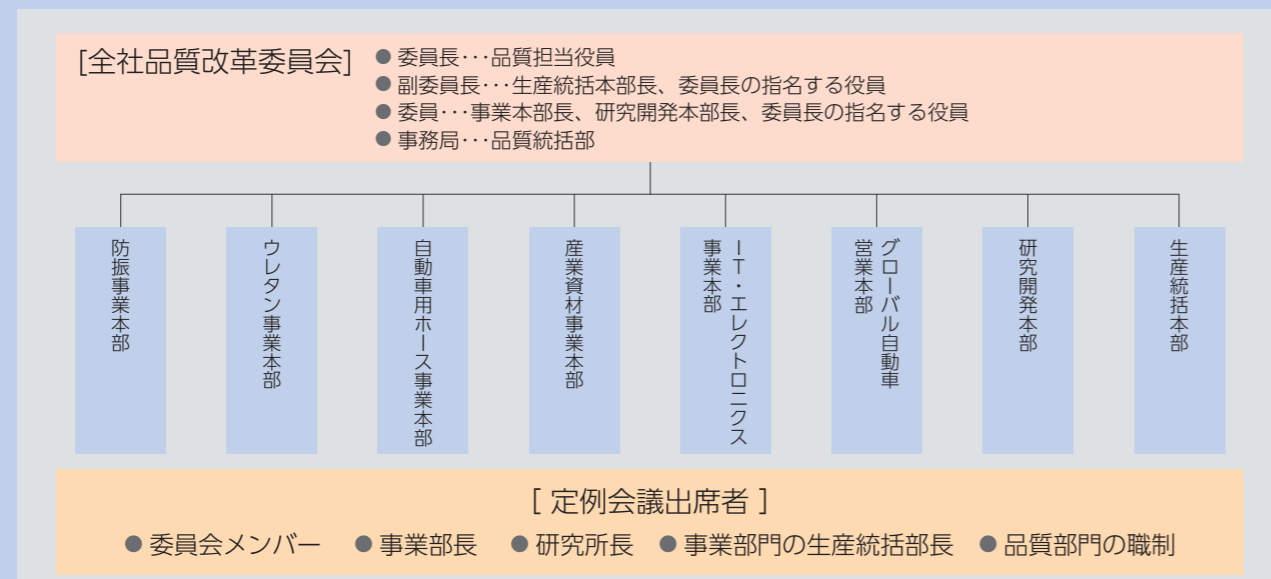 [全社品質改革委員会]
● 委員長･･･品質担当役員
● 副委員長･･･生産統括本部長、委員長の指名する役員
● 委員･･･事業本部長、研究開発本部長、委員長の指名する役員
● 事務局･･･品質統括部
防振事業本部
ウレタン事業本部
自動車用ホース事業本部
産業資材事業本部
IT・エレクトロニクス
事業本部
グローバル自動車
営業本部
研究開発本部
生産統括本部
[ 定例会議出席者 ]
● 委員会メンバー ● 事業部長 ● 研究所長 ● 事業部門の生産統括部長 ● 品質部門の職制